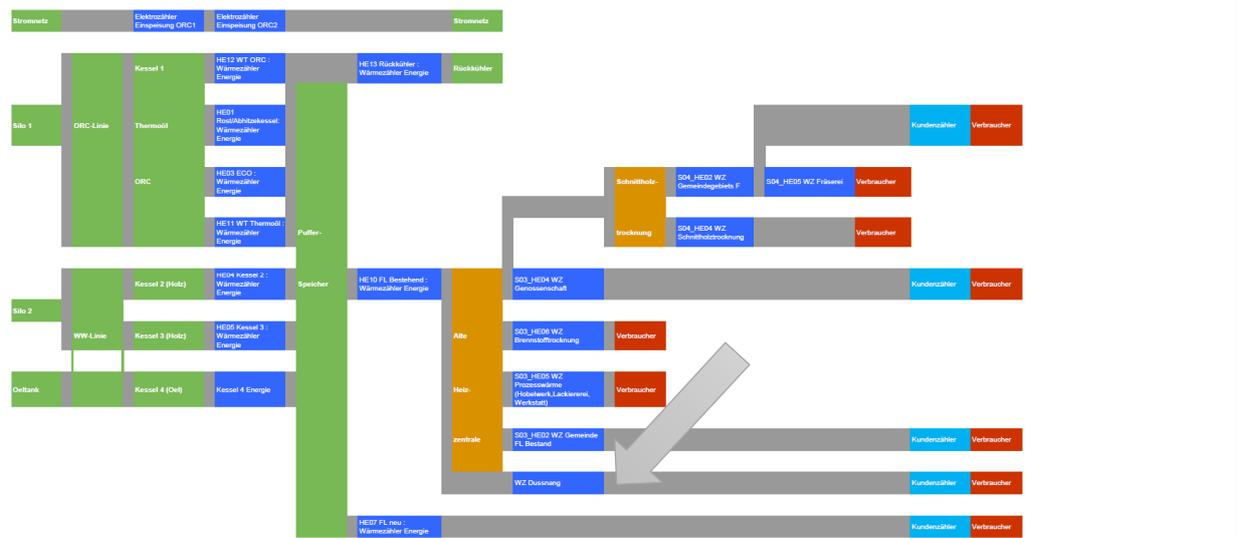 Stromnetz
Elektrozähler
Einspeisung ORC1
Elektrozähler
Einspeisung ORC2
Stromnetz
Kessel 1
HE12 WT ORC :
Wärmezähler
Energie
HE13 Rückkühler :
Wärmezähler Energie
Rückkühler
Silo 1
ORC-Linie
Thermoöl
HE01
Rost/Abhitzekessel:
Wärmezähler
Energie
Kundenzähler
Verbraucher
ORC
HE03 ECO :
Wärmezähler
Energie
Schnittholz-
S04_HE02 WZ
Gemeindegebiets F
S04_HE05 WZ Fräserei
Verbraucher
HE11 WT Thermoöl :
Wärmezähler
Energie
Puffer-
trocknung
S04_HE04 WZ
Schnittholztrocknung
Verbraucher
Kessel 2 (Holz)
HE04 Kessel 2 :
Wärmezähler
Energie
Speicher
HE10 FL Bestehend :
Wärmezähler Energie
S03_HE04 WZ
Genossenschaft
Kundenzähler
Verbraucher
Silo 2
WW-Linie
Kessel 3 (Holz)
HE05 Kessel 3 :
Wärmezähler
Energie
Alte
S03_HE06 WZ
Brennstofftrocknung
Verbraucher
Oeltank
Kessel 4 (Oel)
Kessel 4 Energie
Heiz-
S03_HE05 WZ
Prozesswärme
(Hobelwerk,Lackiererei,
Werkstatt)
Verbraucher
zentrale
S03_HE02 WZ Gemeinde
FL Bestand
Kundenzähler
Verbraucher
WZ Dussnang
Kundenzähler
Verbraucher
HE07 FL neu :
Wärmezähler Energie
Kundenzähler
Verbraucher